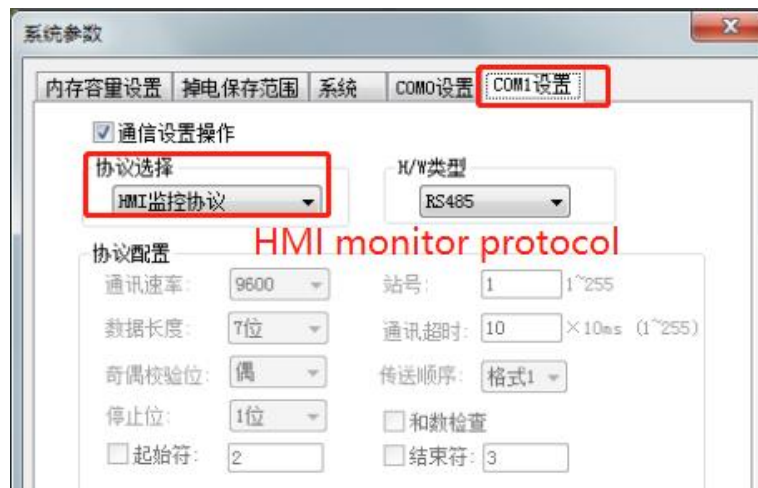 系统参数
内存容量设置 掉电保存范围 系统 COM0设置 COM1设置
通信设置操作
协议选择 H/W类型
HMI监控协议 RS485
HMI monitor protocol
协议配置
通讯速率: 9600 站号: 1 1~255
数据长度: 7位 通讯超时: 10 ×10ms (1~255)
奇偶校验位: 偶 传送顺序: 格式1
停止位: 1位 和数检查
起始符: 2 结束符: 3